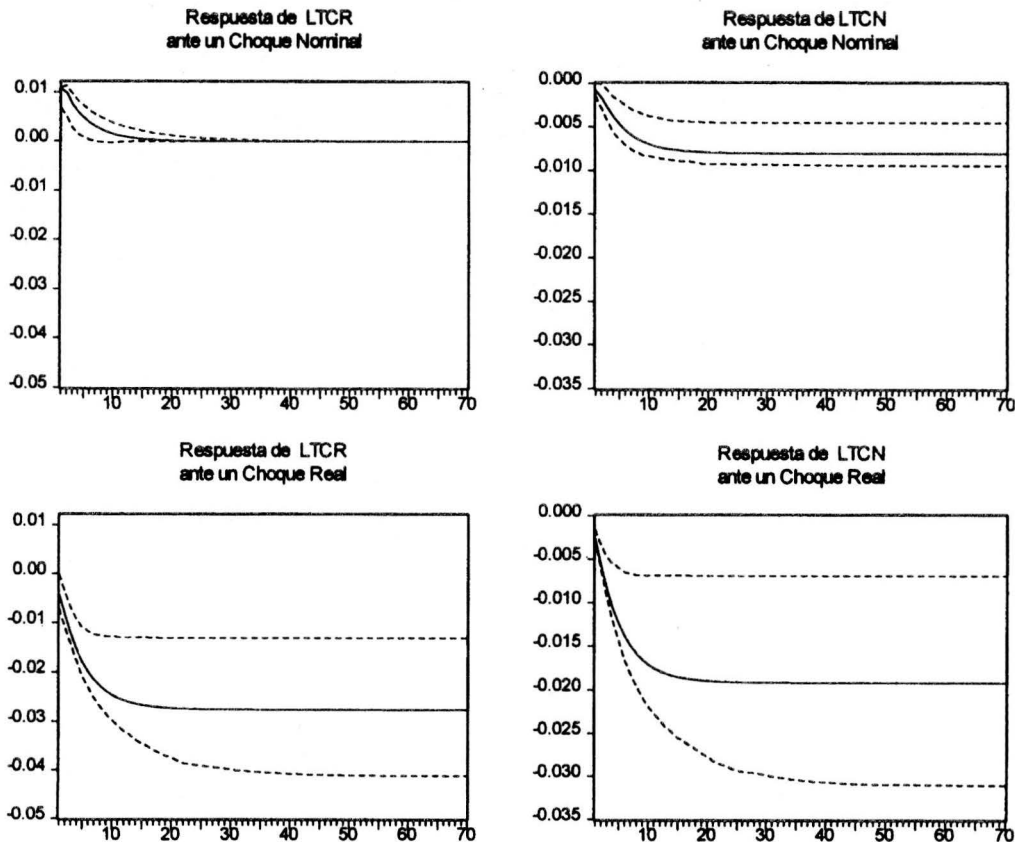 Respuesta de LTCR
ante un Choque Nominal
0.01
0.00
-0.01
-0.02
-0.03
-0.04
-0.05
10 20 30 40 50 60 70
Respuesta de LTCN
ante un Choque Nominal
0.000
-0.005
-0.010
-0.015
-0.020
-0.025
-0.030
-0.035
10 20 30 40 50 60 70
Respuesta de LTCR
ante un Choque Real
0.01
0.00
-0.01
-0.02
-0.03
-0.04
-0.05
10 20 30 40 50 60 70
Respuesta de LTCN
ante un Choque Real
0.000
-0.005
-0.010
-0.015
-0.020
-0.025
-0.030
-0.035
10 20 30 40 50 60 70